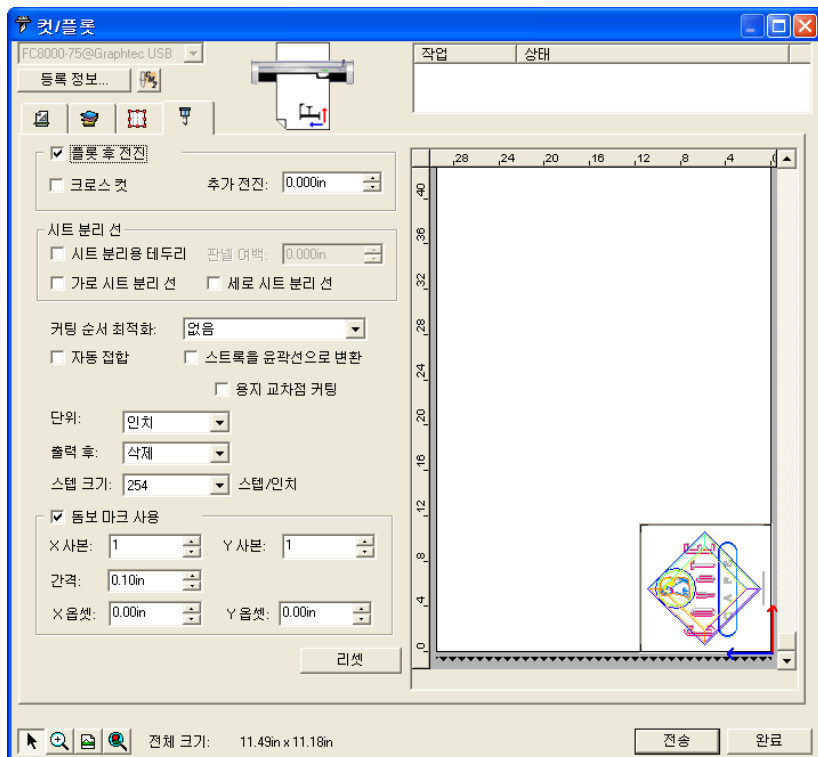 컷/플롯
FC8000-75@Graphtec USB
작업 상태
등록 정보...
플롯 후 전진
크로스 컷 추가 전진: 0.000in
시트 분리 선
시트 분리용 테두리 판넬 여백: 0.000in
가로 시트 분리 선 세로 시트 분리 선
커팅 순서 최적화: 없음
자동 접합 스트록을 윤곽선으로 변환
용지 교차점 커팅
단위: 인치
출력 후: 삭제
스텝 크기: 254 스텝/인치
돔보 마크 사용
X 사본: 1 Y 사본: 1
간격: 0.10in
X 옵셋: 0.00in Y 옵셋: 0.00in
리셋
28 24 20 16 12 8 4 0
40
36
32
28
24
20
16
12
8
4
0
COYOTE
CAFE
전체 크기: 11.49in x 11.18in
전송 완료